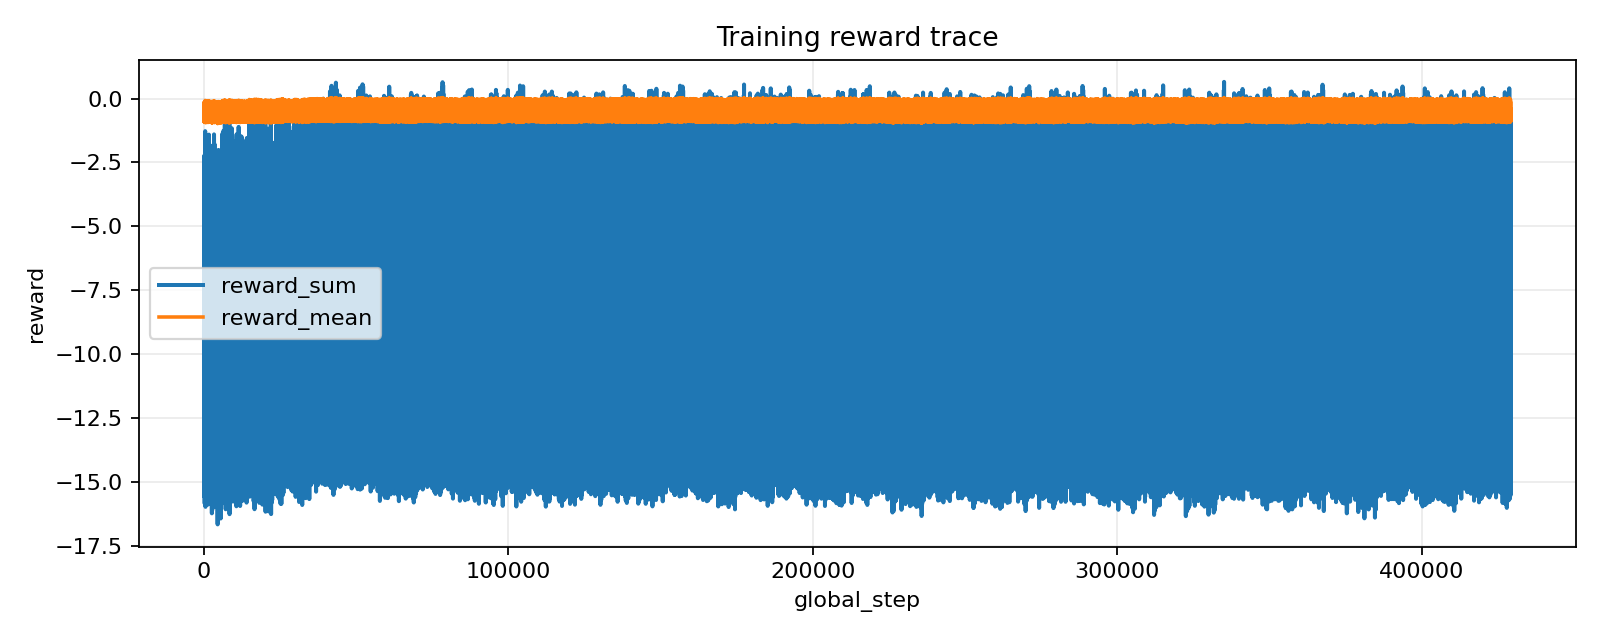 Training reward trace
0.0
−2.5
−5.0
−7.5
−10.0
−12.5
−15.0
−17.5
reward
reward_sum
reward_mean
0
100000
200000
300000
400000
global_step